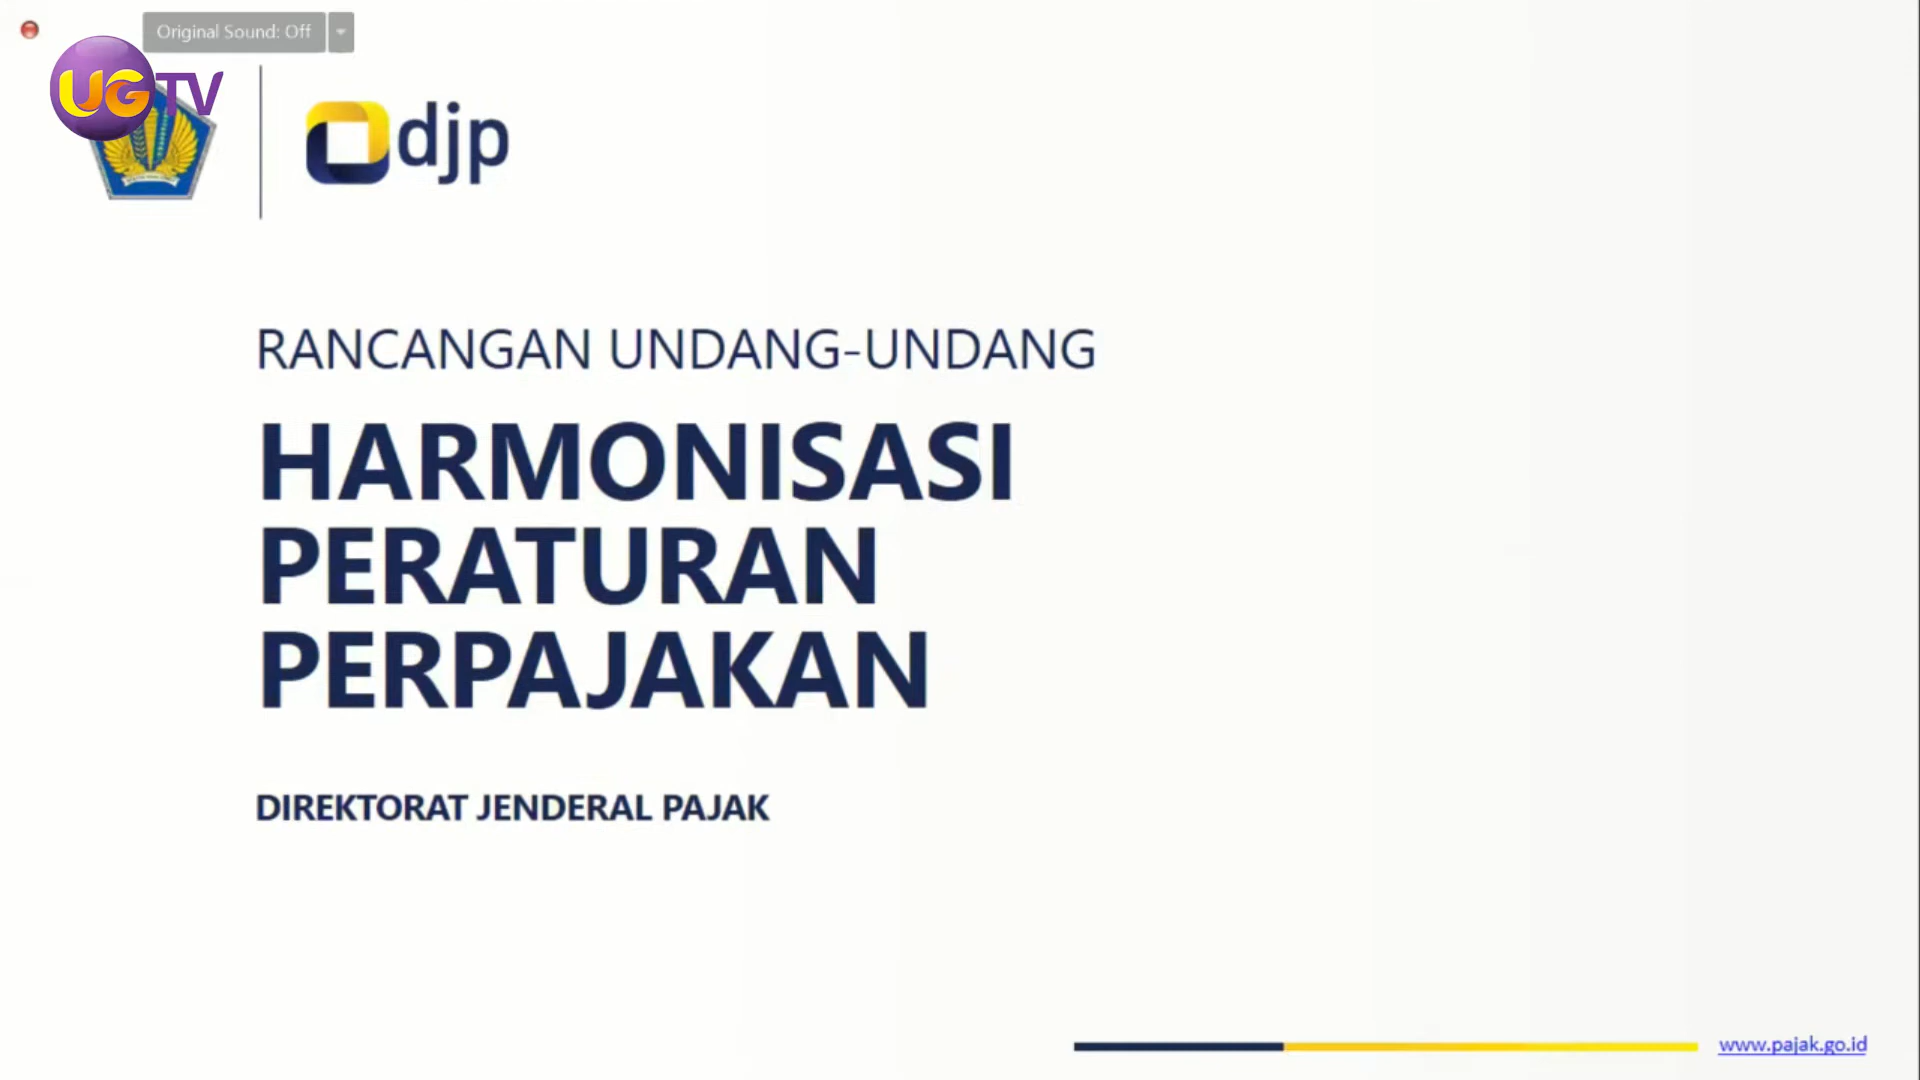 Original Sound: Off
UGTV
djp
RANCANGAN UNDANG-UNDANG
HARMONISASI
PERATURAN
PERPAJAKAN
DIREKTORAT JENDERAL PAJAK
www.pajak.go.id